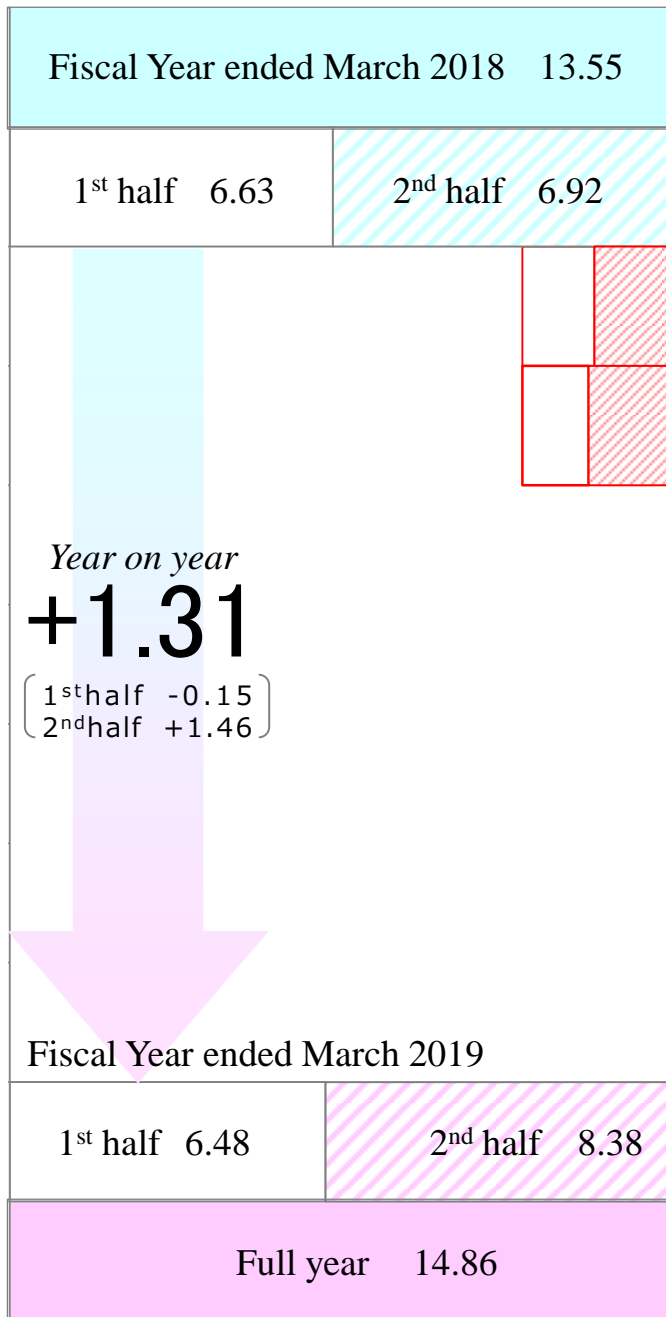 Fiscal Year ended March 2018 13.55
1st half 6.63 2nd half 6.92
Year on year
+1.31
1st half -0.15
2nd half +1.46
Fiscal Year ended March 2019
1st half 6.48 2nd half 8.38
Full year 14.86